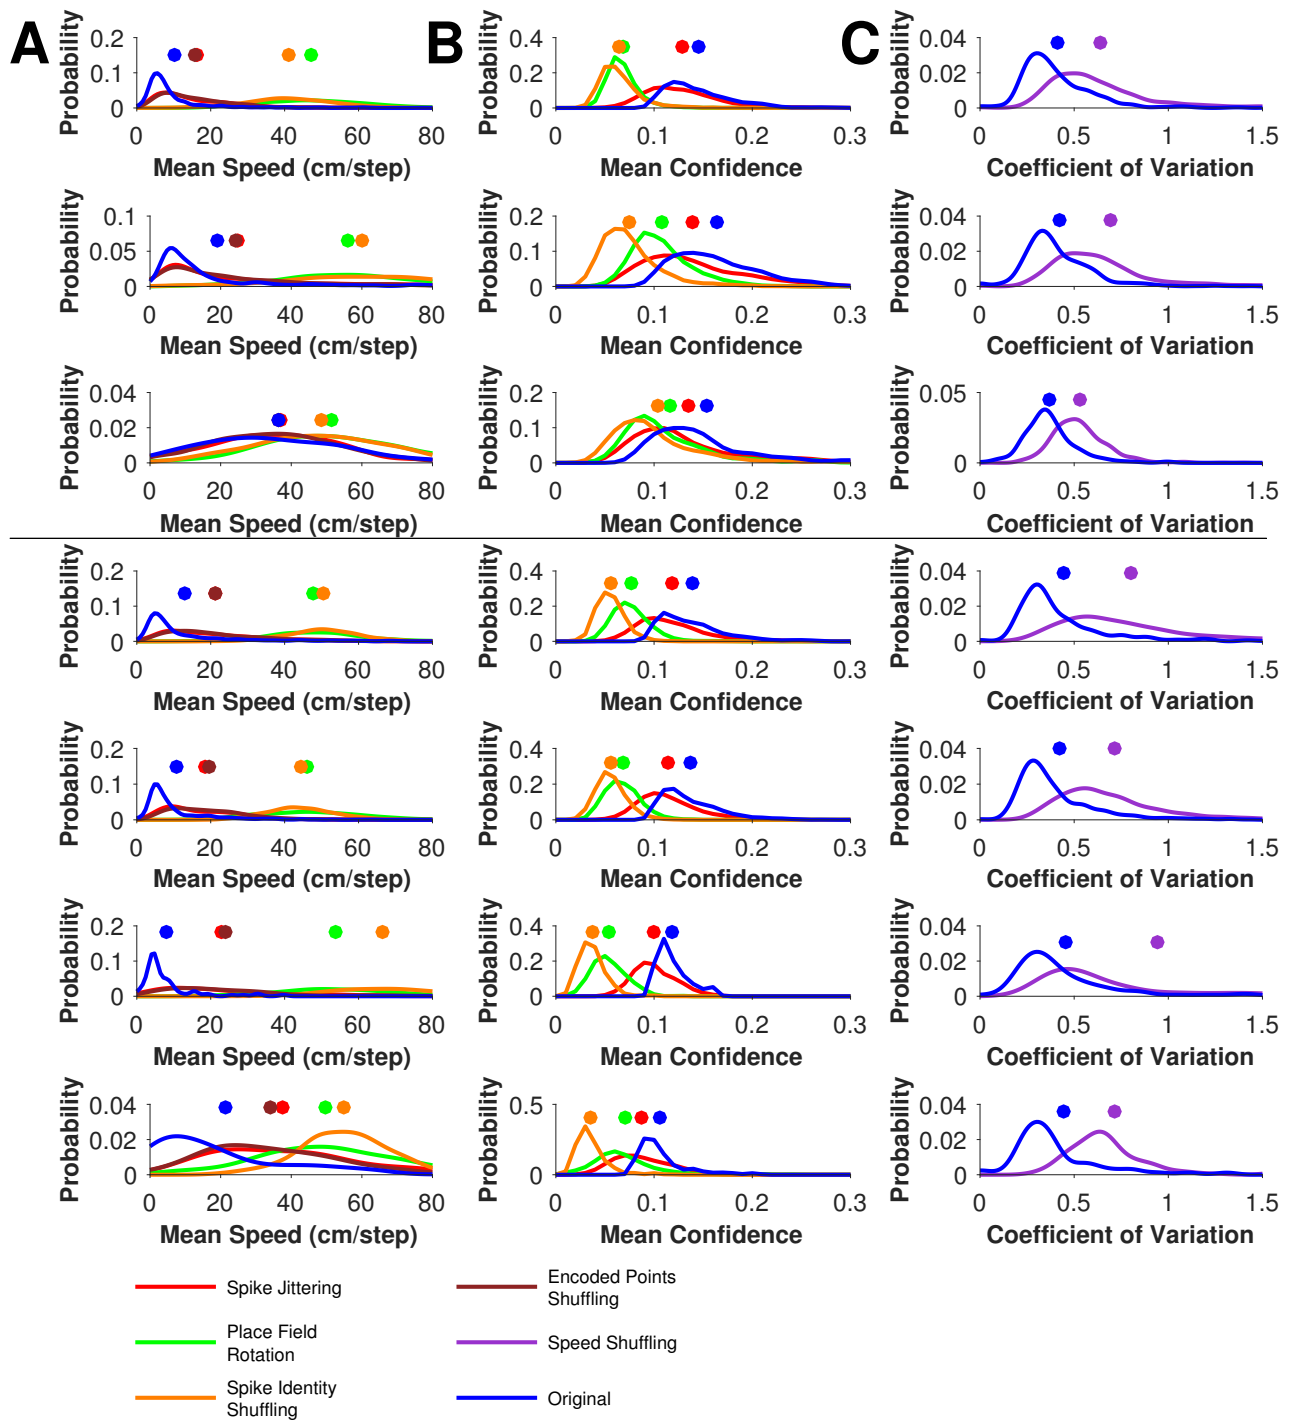 A
B
C
Probability
0.2
0.1
0
0 20 40 60 80
Mean Speed (cm/step)
Probability
0.4
0.2
0
0 0.1 0.2 0.3
Mean Confidence
Probability
0.04
0.02
0
0 0.5 1 1.5
Coefficient of Variation
Probability
0.1
0.05
0
0 20 40 60 80
Mean Speed (cm/step)
Probability
0.2
0.1
0
0 0.1 0.2 0.3
Mean Confidence
Probability
0.04
0.02
0
0 0.5 1 1.5
Coefficient of Variation
Probability
0.04
0.02
0
0 20 40 60 80
Mean Speed (cm/step)
Probability
0.2
0.1
0
0 0.1 0.2 0.3
Mean Confidence
Probability
0.05
0
0 0.5 1 1.5
Coefficient of Variation
Probability
0.2
0.1
0
0 20 40 60 80
Mean Speed (cm/step)
Probability
0.4
0.2
0
0 0.1 0.2 0.3
Mean Confidence
Probability
0.04
0.02
0
0 0.5 1 1.5
Coefficient of Variation
Probability
0.2
0.1
0
0 20 40 60 80
Mean Speed (cm/step)
Probability
0.4
0.2
0
0 0.1 0.2 0.3
Mean Confidence
Probability
0.04
0.02
0
0 0.5 1 1.5
Coefficient of Variation
Probability
0.2
0.1
0
0 20 40 60 80
Mean Speed (cm/step)
Probability
0.4
0.2
0
0 0.1 0.2 0.3
Mean Confidence
Probability
0.04
0.02
0
0 0.5 1 1.5
Coefficient of Variation
Probability
0.04
0.02
0
0 20 40 60 80
Mean Speed (cm/step)
Probability
0.5
0
0 0.1 0.2 0.3
Mean Confidence
Probability
0.04
0.02
0
0 0.5 1 1.5
Coefficient of Variation
Spike Jittering
Place Field
Rotation
Spike Identity
Shuffling
Encoded Points
Shuffling
Speed Shuffling
Original